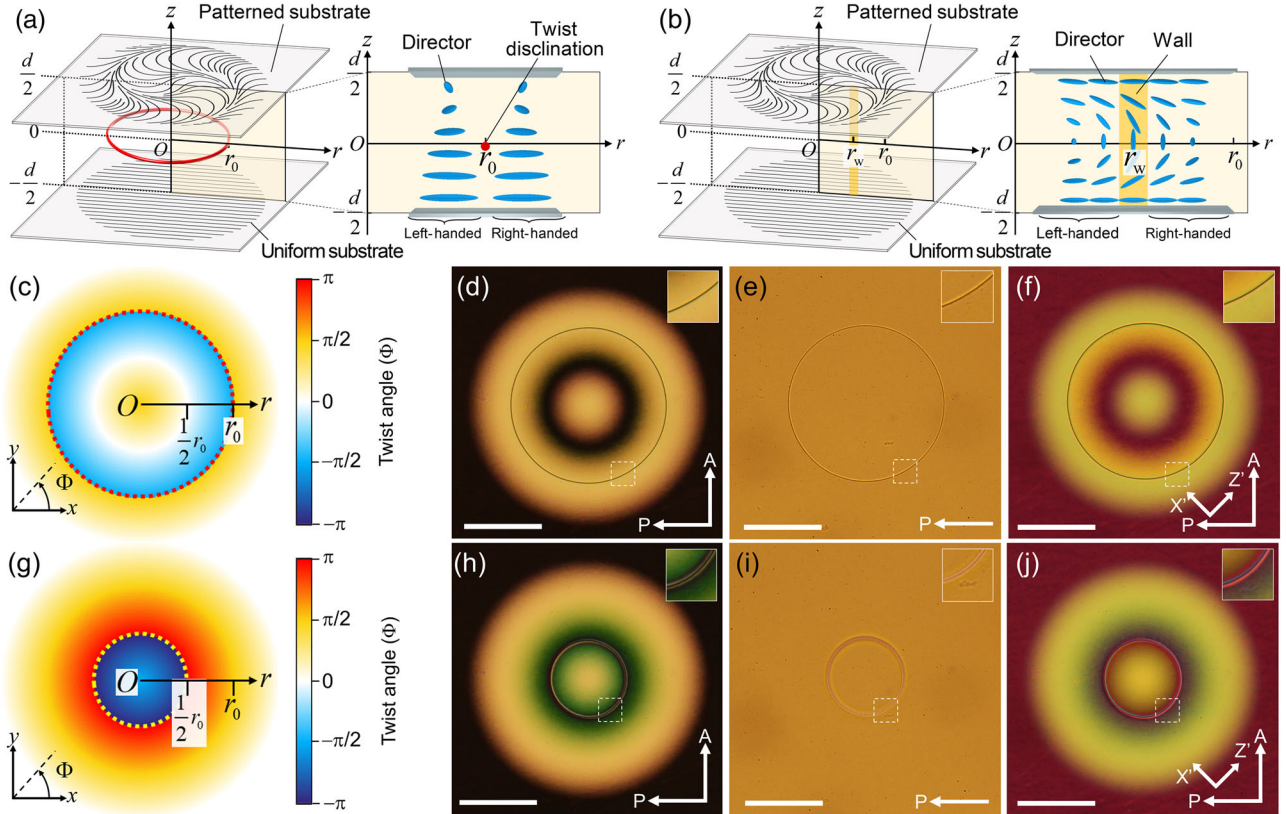 (a)
z
Patterned substrate
d
2
0
O
r₀
r
−
d
2
Uniform substrate
z
Director
Twist
disclination
d
2
O
r₀
r
−
d
2
Left-handed
Right-handed
(b)
z
Patterned substrate
d
2
0
O
r_w
r₀
r
−
d
2
Uniform substrate
z
Director
Wall
d
2
O
r_w
r₀
r
−
d
2
Left-handed
Right-handed
(c)
O
r
1
2
r₀
r₀
y
Φ
x
Twist angle (Φ)
π
π/2
0
−π/2
−π
(d)
P
A
(e)
P
(f)
X'
Z'
P
A
(g)
O
r
1
2
r₀
r₀
y
Φ
x
Twist angle (Φ)
π
π/2
0
−π/2
−π
(h)
P
A
(i)
P
(j)
X'
Z'
P
A